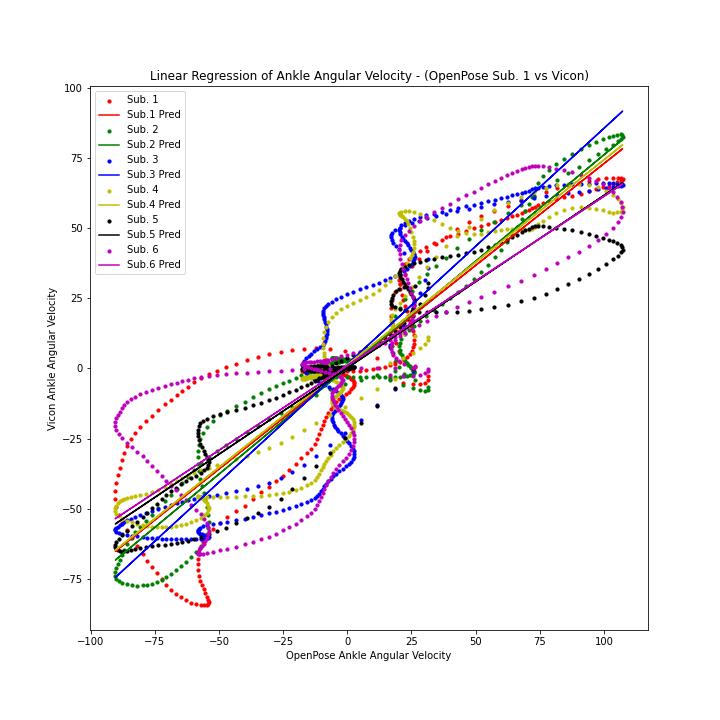 Linear Regression of Ankle Angular Velocity - (OpenPose Sub. 1 vs Vicon)
Sub. 1
Sub.1 Pred
Sub. 2
Sub.2 Pred
Sub. 3
Sub.3 Pred
Sub. 4
Sub.4 Pred
Sub. 5
Sub.5 Pred
Sub. 6
Sub.6 Pred
Vicon Ankle Angular Velocity
100
75
50
25
0
−25
−50
−75
−100
−75
−50
−25
0
25
50
75
100
OpenPose Ankle Angular Velocity